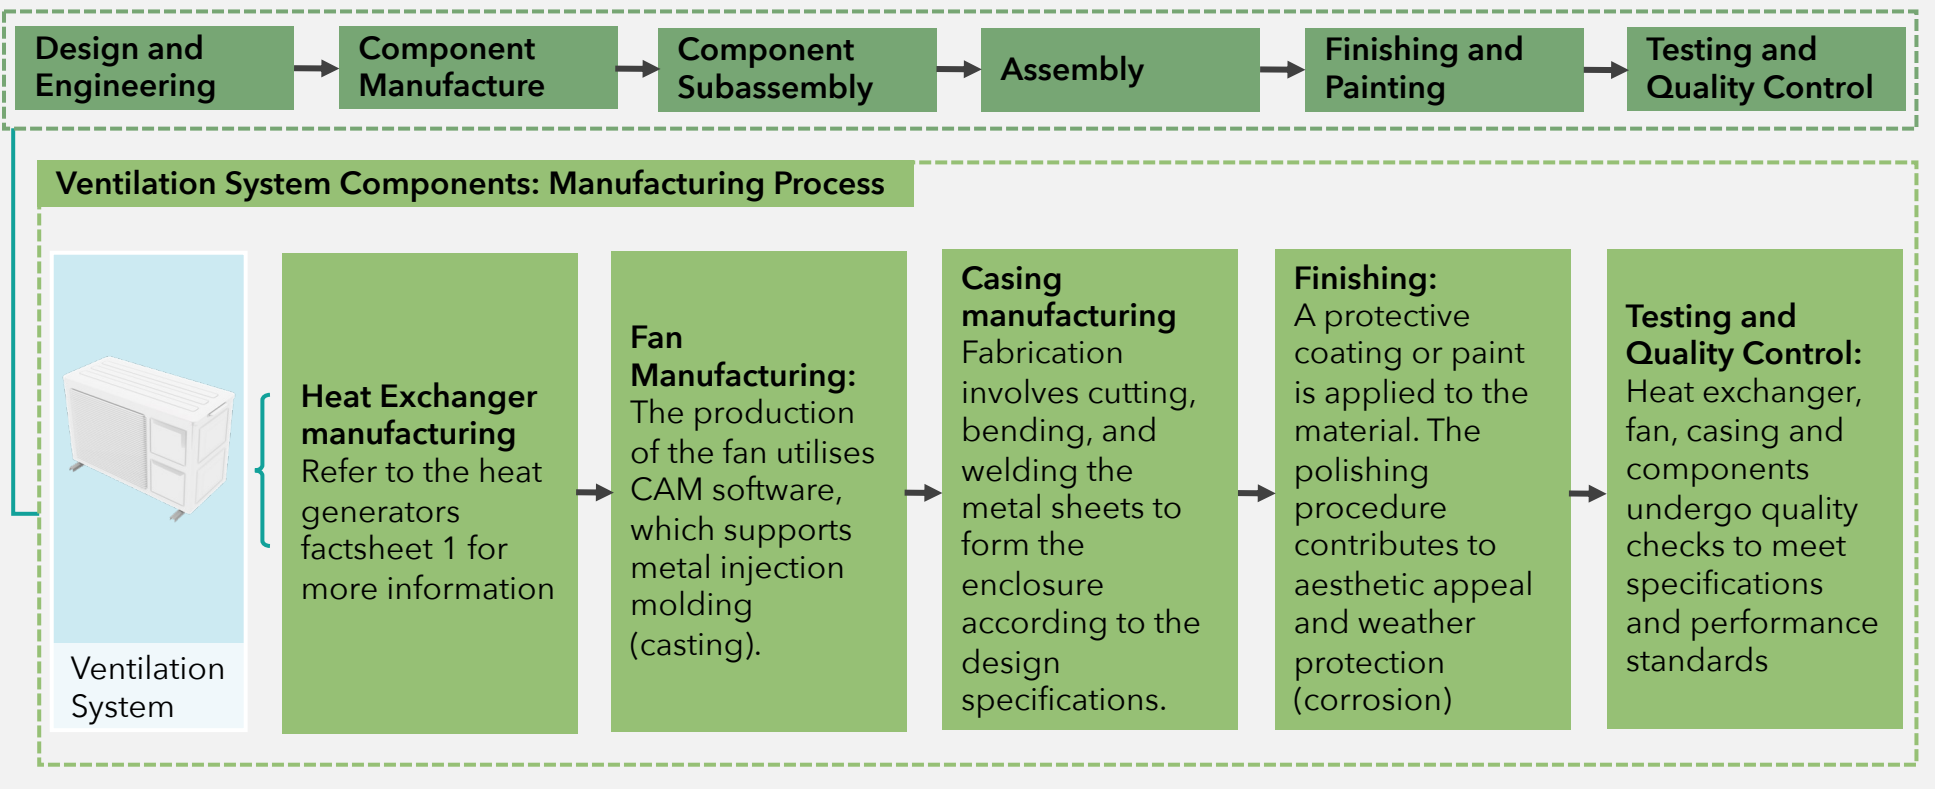 Design and
Engineering
Component
Manufacture
Component
Subassembly
Assembly
Finishing and
Painting
Testing and
Quality Control
Ventilation System Components: Manufacturing Process
Ventilation
System
Heat Exchanger
manufacturing
Refer to the heat
generators
factsheet 1 for
more information
Fan
Manufacturing:
The production
of the fan utilises
CAM software,
which supports
metal injection
molding
(casting).
Casing
manufacturing
Fabrication
involves cutting,
bending, and
welding the
metal sheets to
form the
enclosure
according to the
design
specifications.
Finishing:
A protective
coating or paint
is applied to the
material. The
polishing
procedure
contributes to
aesthetic appeal
and weather
protection
(corrosion)
Testing and
Quality Control:
Heat exchanger,
fan, casing and
components
undergo quality
checks to meet
specifications
and performance
standards